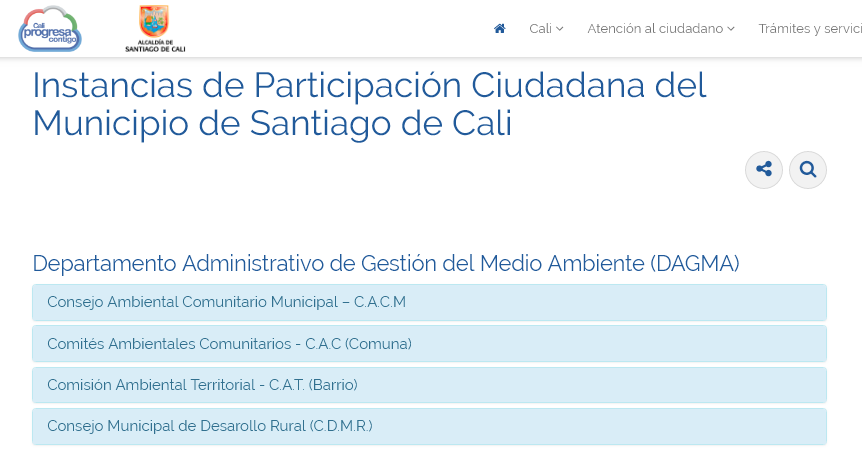 Cali
progresa
contigo
ALCALDÍA DE
SANTIAGO DE CALI
Cali
Atención al ciudadano
Trámites y servici
Instancias de Participación Ciudadana del
Municipio de Santiago de Cali
Departamento Administrativo de Gestión del Medio Ambiente (DAGMA)
Consejo Ambiental Comunitario Municipal – C.A.C.M
Comités Ambientales Comunitarios - C.A.C (Comuna)
Comisión Ambiental Territorial - C.A.T. (Barrio)
Consejo Municipal de Desarollo Rural (C.D.M.R.)